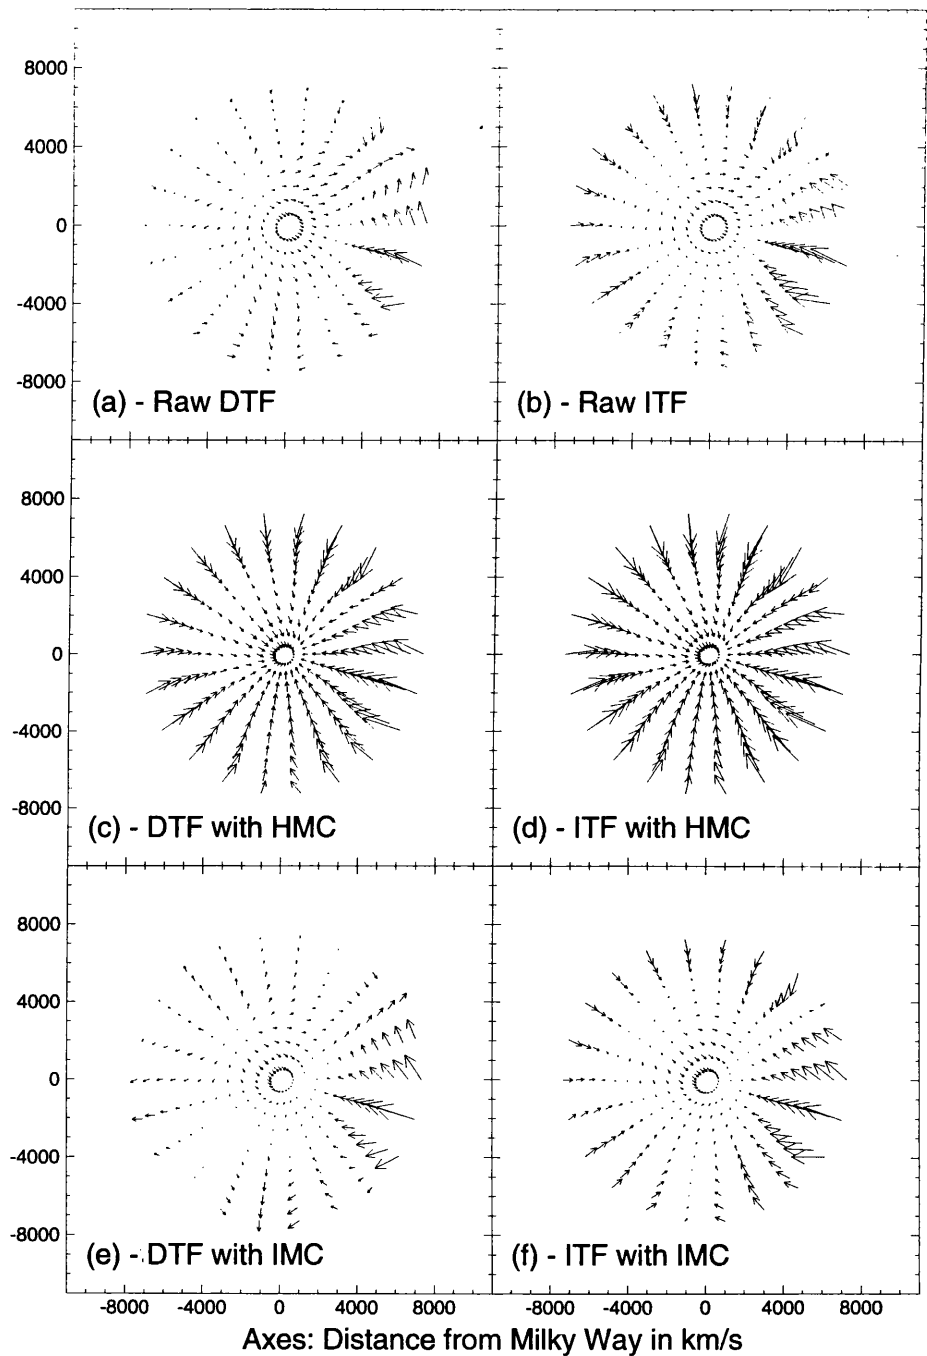 8000
4000
0
-4000
-8000
(a) - Raw DTF
(b) - Raw ITF
8000
4000
0
-4000
-8000
(c) - DTF with HMC
(d) - ITF with HMC
8000
4000
0
-4000
-8000
(e) - DTF with IMC
(f) - ITF with IMC
-8000 -4000 0 4000 8000 -8000 -4000 0 4000 8000
Axes: Distance from Milky Way in km/s